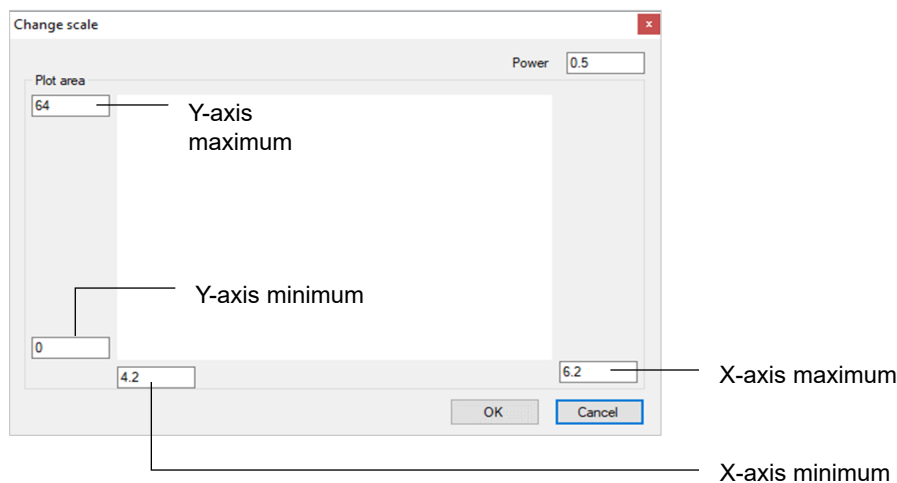 Change scale
x
Power 0.5
Plot area
64
Y-axis
maximum
Y-axis minimum
0
4.2
6.2
X-axis maximum
OK Cancel
X-axis minimum